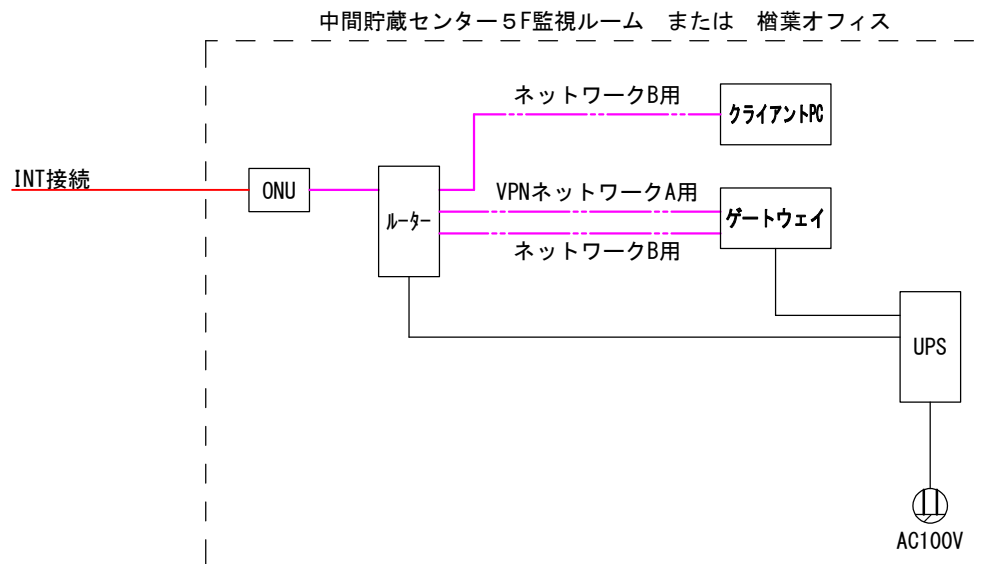 中間貯蔵センター５F監視ルーム　または　楢葉オフィス
ネットワークB用
クライアントPC
INT接続
ONU
ルーター
VPNネットワークA用
ゲートウェイ
ネットワークB用
UPS
AC100V